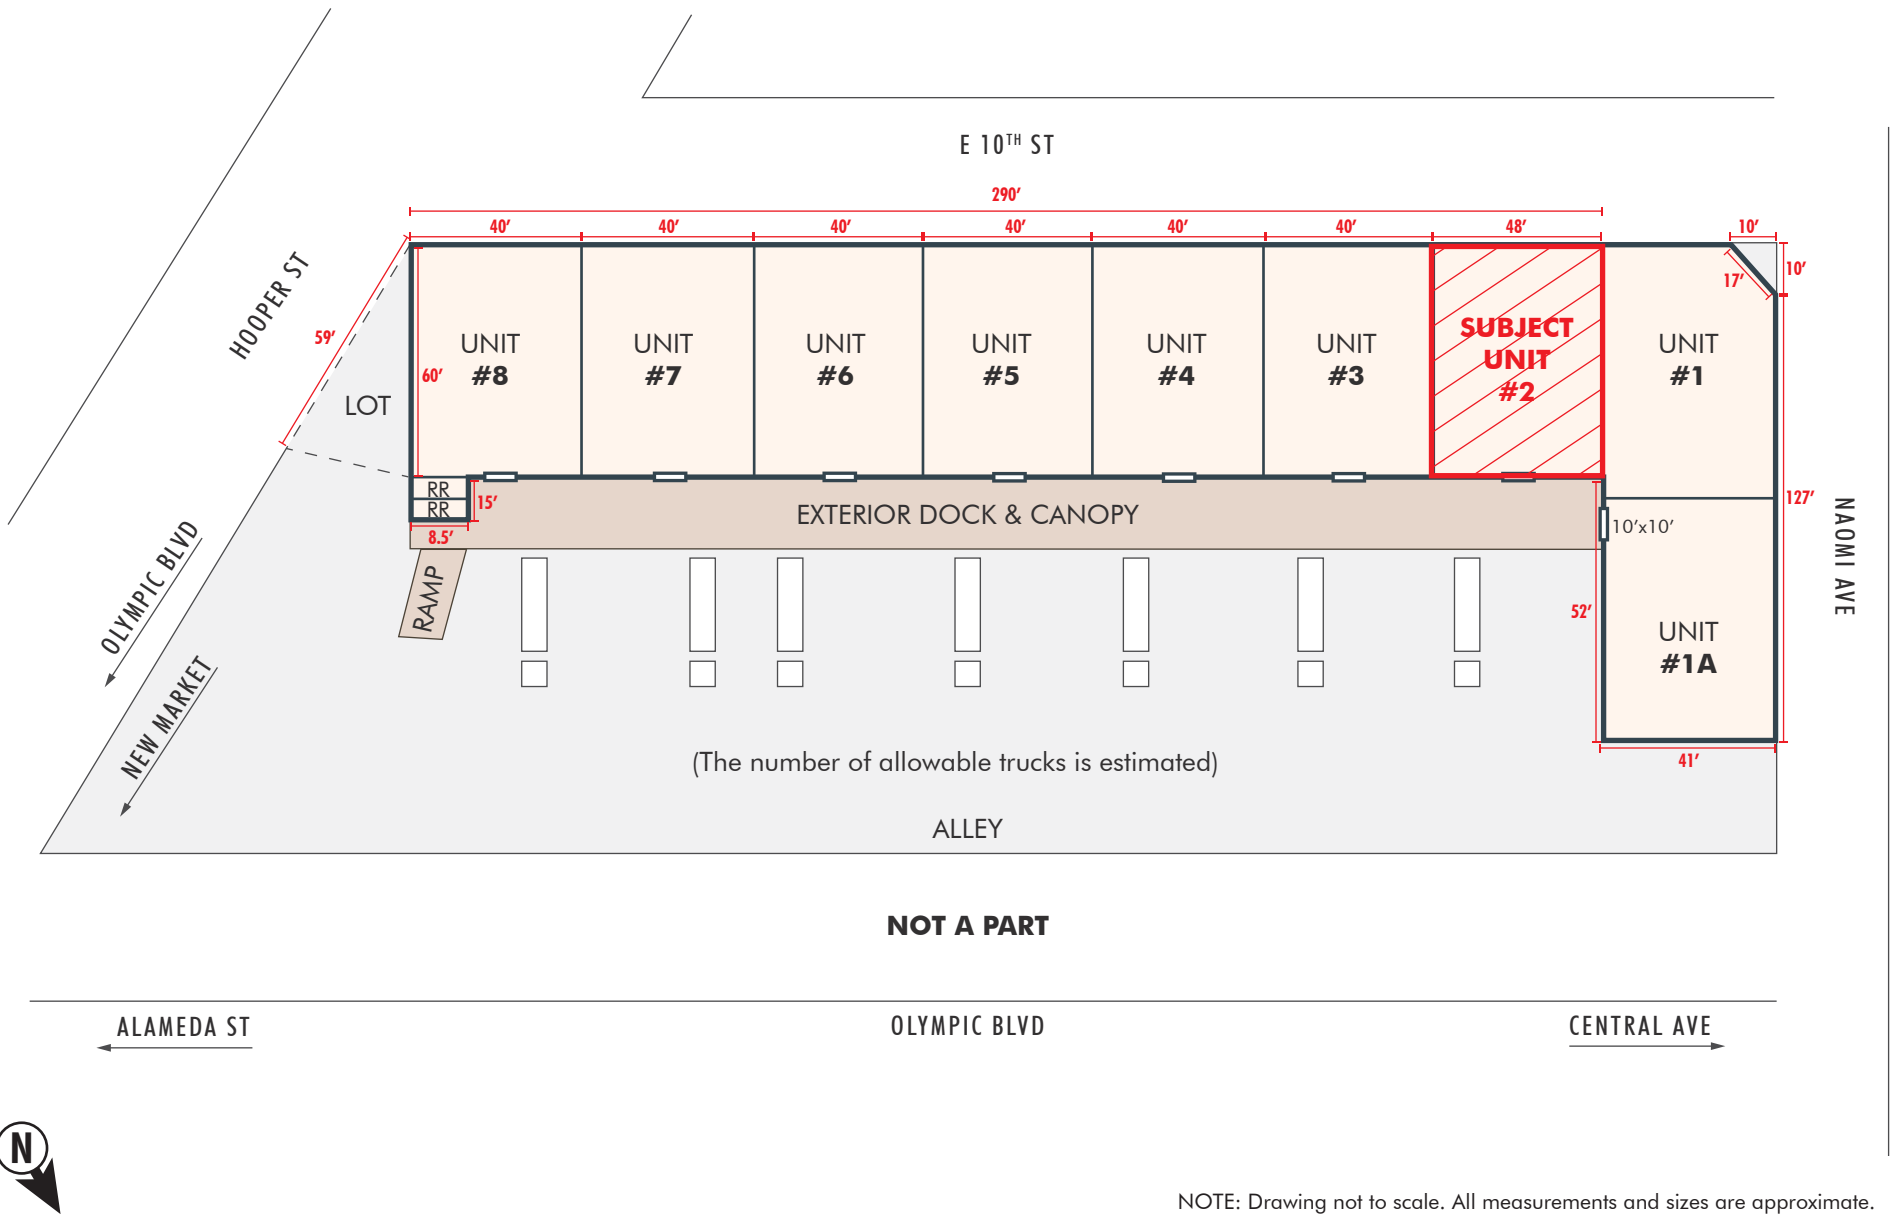 E 10TH ST
290'
40'
40'
40'
40'
40'
40'
48'
10'
10'
17'
HOOPER ST
59'
LOT
60'
UNIT
#8
UNIT
#7
UNIT
#6
UNIT
#5
UNIT
#4
UNIT
#3
SUBJECT
UNIT
#2
UNIT
#1
RR
RR
15'
8.5'
EXTERIOR DOCK & CANOPY
10'x10'
127'
NAOMI AVE
RAMP
52'
UNIT
#1A
41'
OLYMPIC BLVD
NEW MARKET
(The number of allowable trucks is estimated)
ALLEY
NOT A PART
ALAMEDA ST
OLYMPIC BLVD
CENTRAL AVE
N
NOTE: Drawing not to scale. All measurements and sizes are approximate.